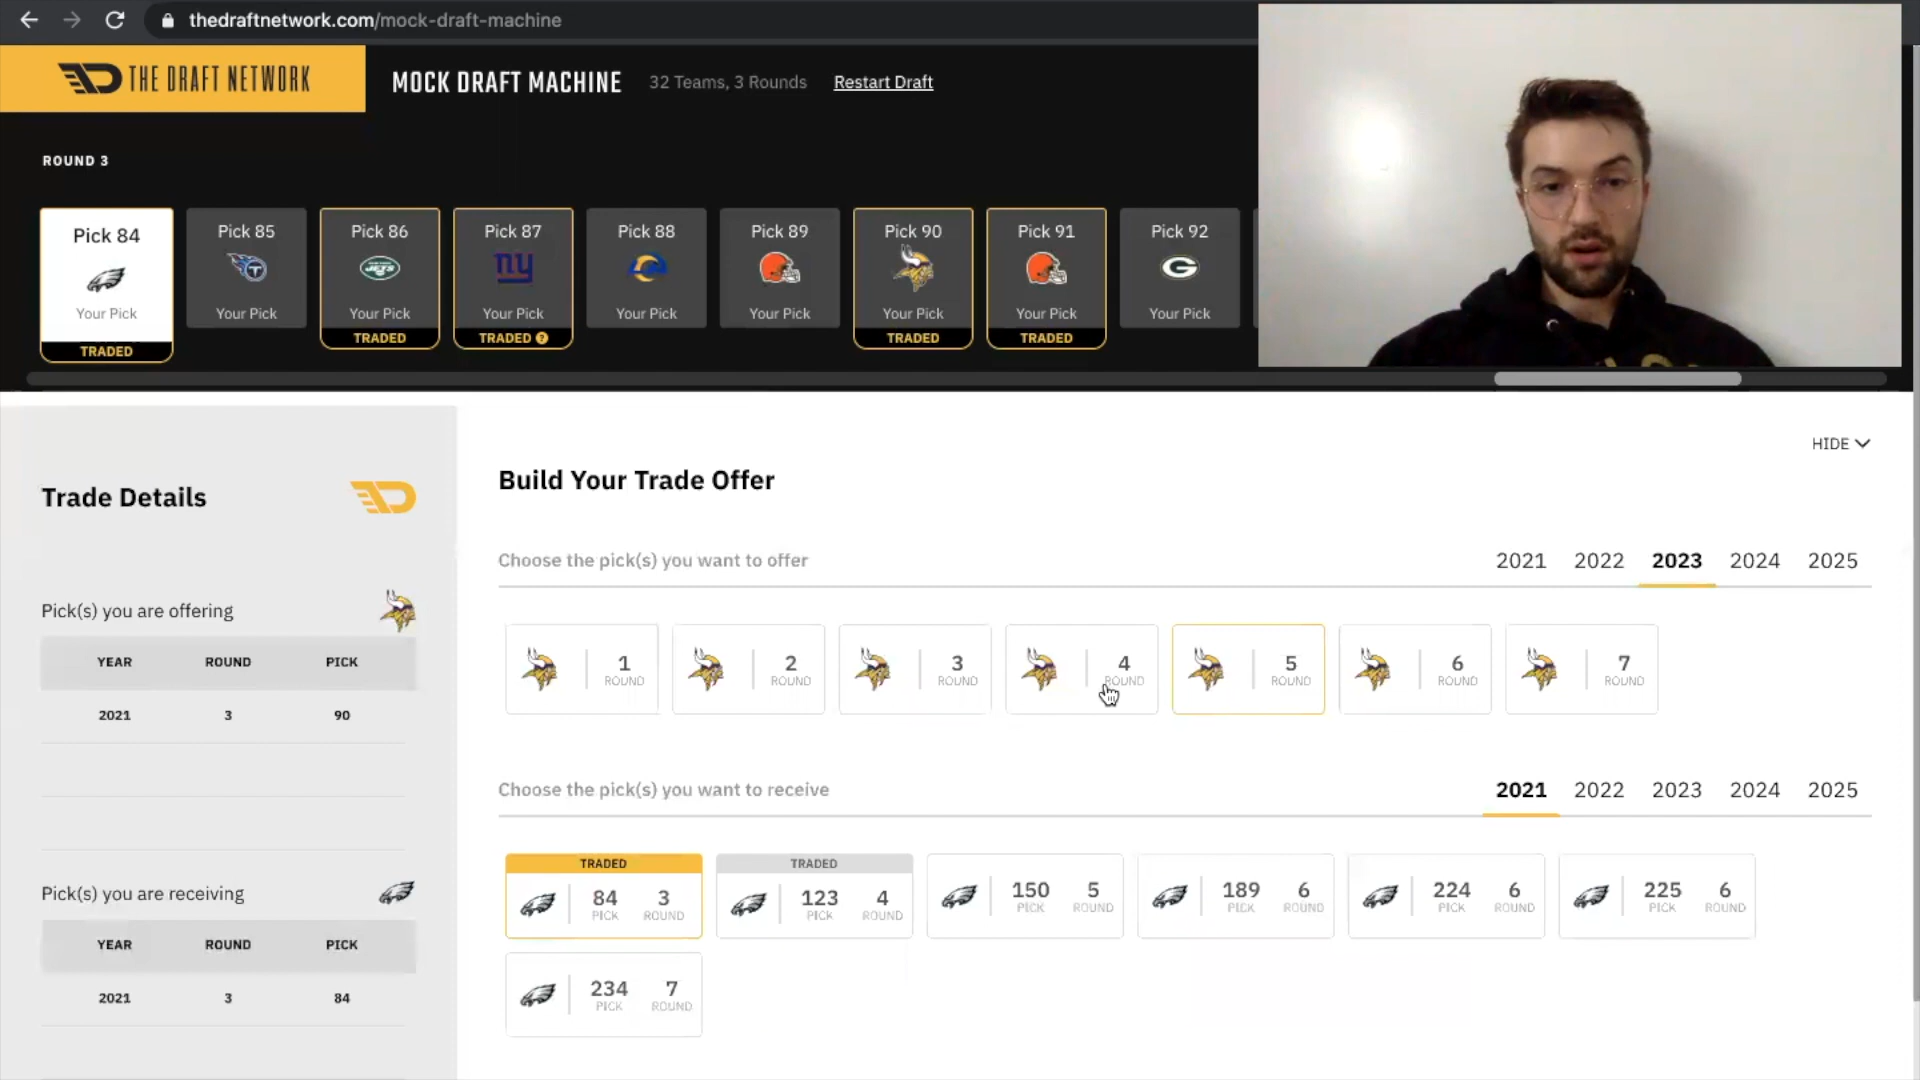 thedraftnetwork.com/mock-draft-machine
THE DRAFT NETWORK
MOCK DRAFT MACHINE
32 Teams, 3 Rounds
Restart Draft
ROUND 3
Pick 84
Your Pick
TRADED
Pick 85
Your Pick
Pick 86
Your Pick
TRADED
Pick 87
ny
Your Pick
TRADED ?
Pick 88
Your Pick
Pick 89
Your Pick
Pick 90
Your Pick
TRADED
Pick 91
Your Pick
TRADED
Pick 92
G
Your Pick
HIDE
Trade Details
Pick(s) you are offering
YEAR ROUND PICK
2021 3 90
Pick(s) you are receiving
YEAR ROUND PICK
2021 3 84
Build Your Trade Offer
Choose the pick(s) you want to offer
2021 2022 2023 2024 2025
1 ROUND
2 ROUND
3 ROUND
4 ROUND
5 ROUND
6 ROUND
7 ROUND
Choose the pick(s) you want to receive
2021 2022 2023 2024 2025
TRADED
84 PICK 3 ROUND
TRADED
123 PICK 4 ROUND
150 PICK 5 ROUND
189 PICK 6 ROUND
224 PICK 6 ROUND
225 PICK 6 ROUND
234 PICK 7 ROUND